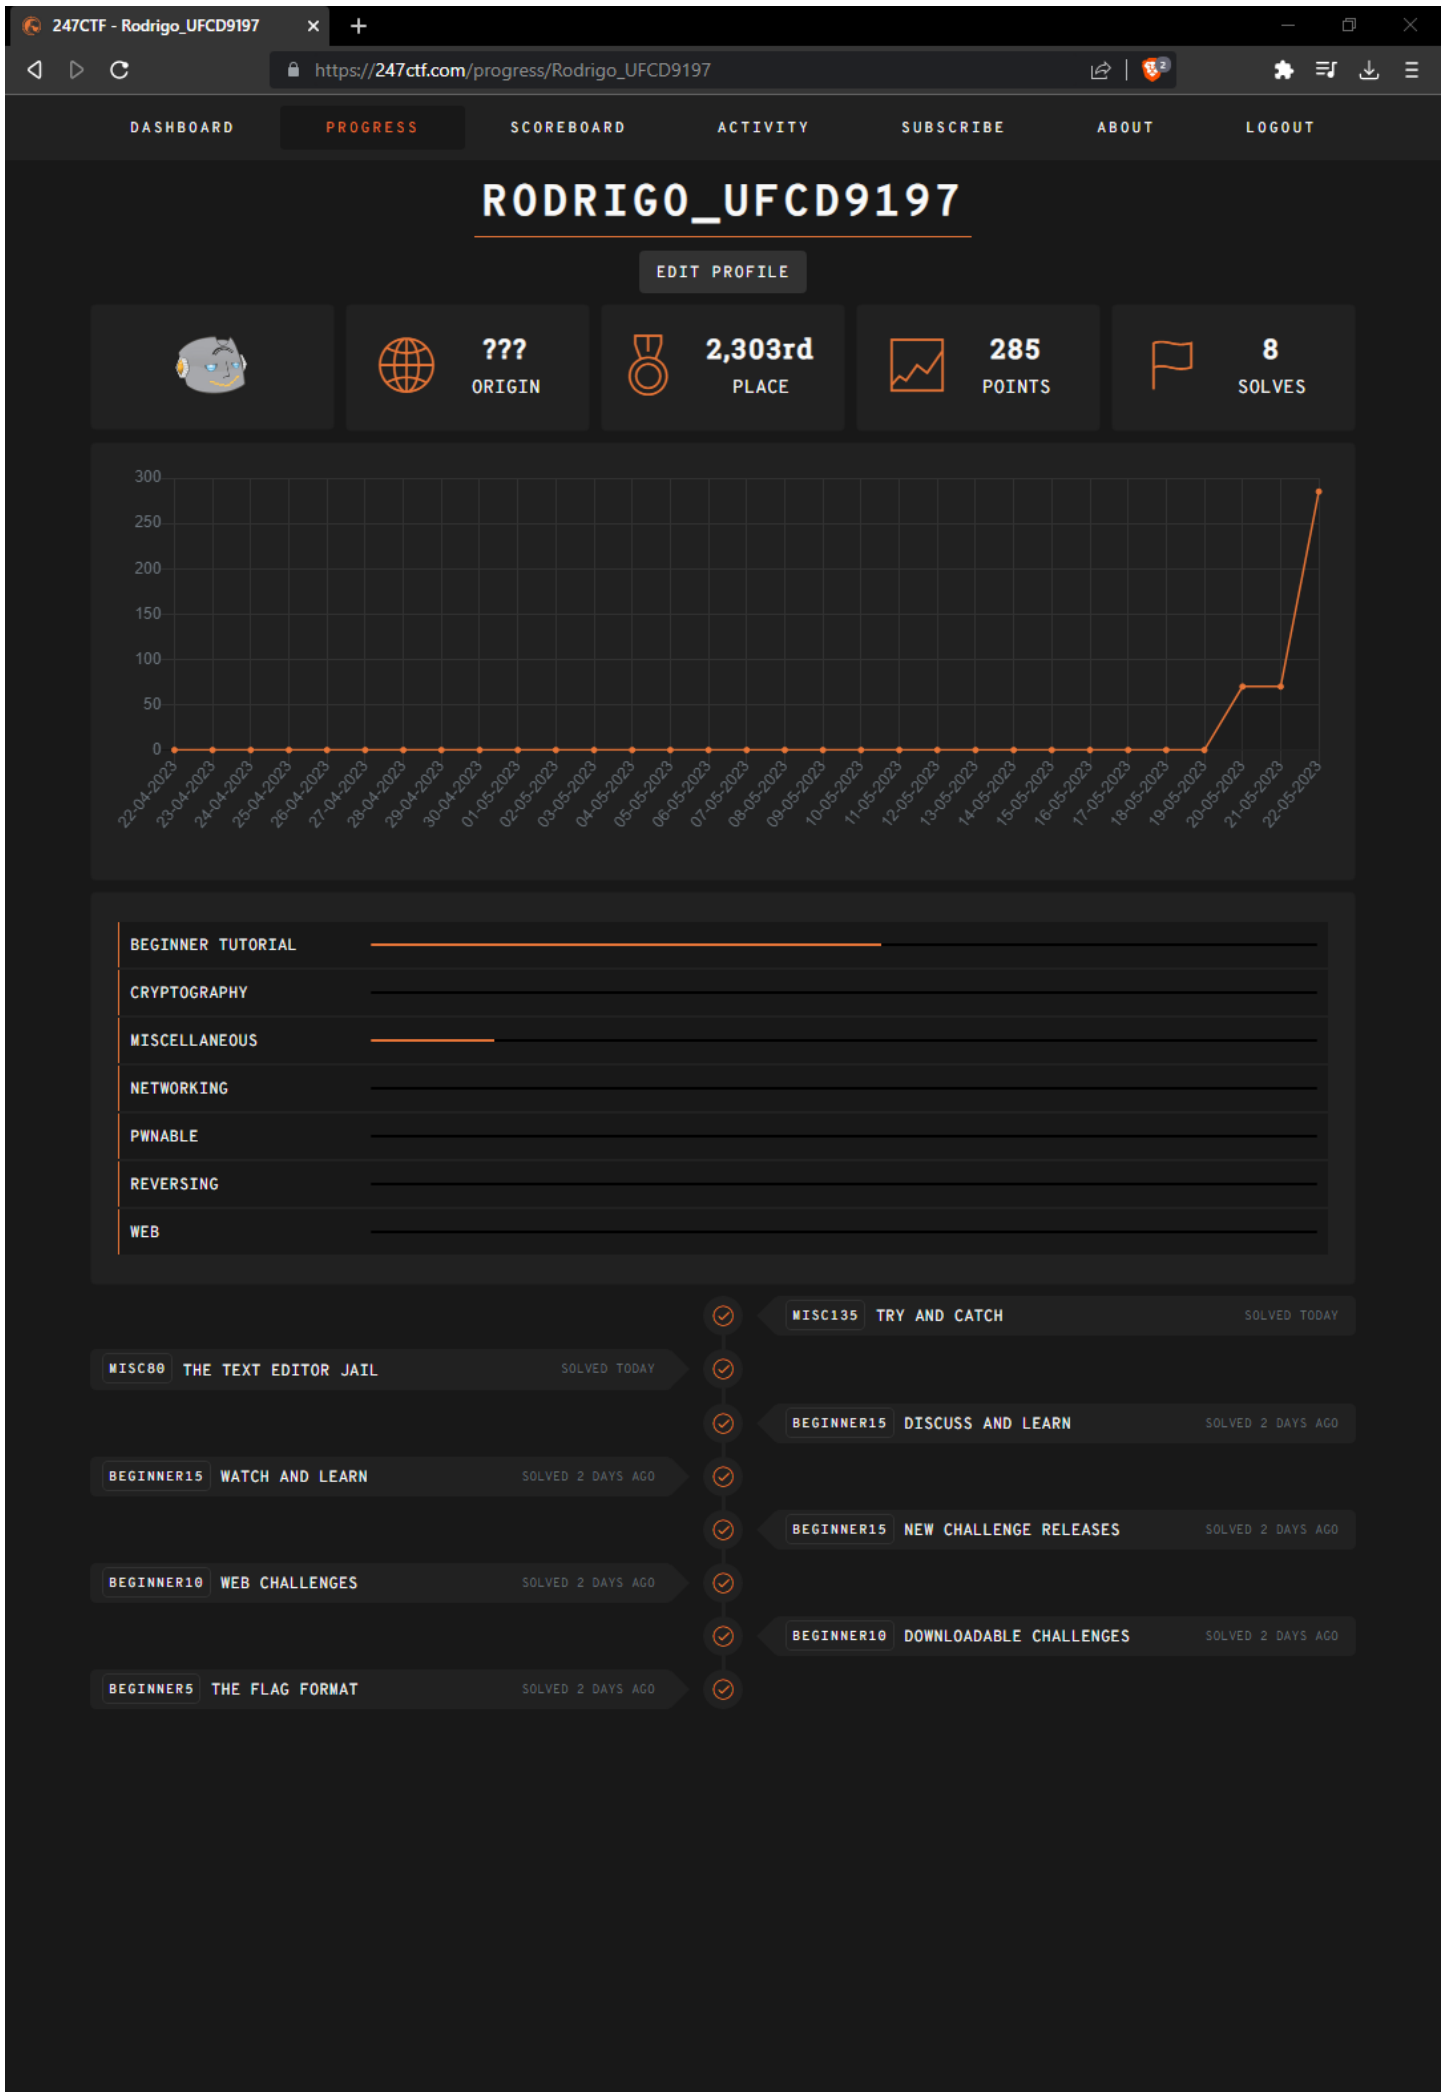 247CTF - Rodrigo_UFCD9197
https://247ctf.com/progress/Rodrigo_UFCD9197
2
DASHBOARD PROGRESS SCOREBOARD ACTIVITY SUBSCRIBE ABOUT LOGOUT
RODRIGO_UFCD9197
EDIT PROFILE
??? 2,303rd 285 8
ORIGIN PLACE POINTS SOLVES
300
250
200
150
100
50
0
22-04-2023 23-04-2023 24-04-2023 25-04-2023 26-04-2023 27-04-2023 28-04-2023 29-04-2023 30-04-2023 01-05-2023 02-05-2023 03-05-2023 04-05-2023 05-05-2023 06-05-2023 07-05-2023 08-05-2023 09-05-2023 10-05-2023 11-05-2023 12-05-2023 13-05-2023 14-05-2023 15-05-2023 16-05-2023 17-05-2023 18-05-2023 19-05-2023 20-05-2023 21-05-2023 22-05-2023
BEGINNER TUTORIAL
CRYPTOGRAPHY
MISCELLANEOUS
NETWORKING
PWNABLE
REVERSING
WEB
MISC135 TRY AND CATCH SOLVED TODAY
MISC80 THE TEXT EDITOR JAIL SOLVED TODAY
BEGINNER15 DISCUSS AND LEARN SOLVED 2 DAYS AGO
BEGINNER15 WATCH AND LEARN SOLVED 2 DAYS AGO
BEGINNER15 NEW CHALLENGE RELEASES SOLVED 2 DAYS AGO
BEGINNER10 WEB CHALLENGES SOLVED 2 DAYS AGO
BEGINNER10 DOWNLOADABLE CHALLENGES SOLVED 2 DAYS AGO
BEGINNER5 THE FLAG FORMAT SOLVED 2 DAYS AGO